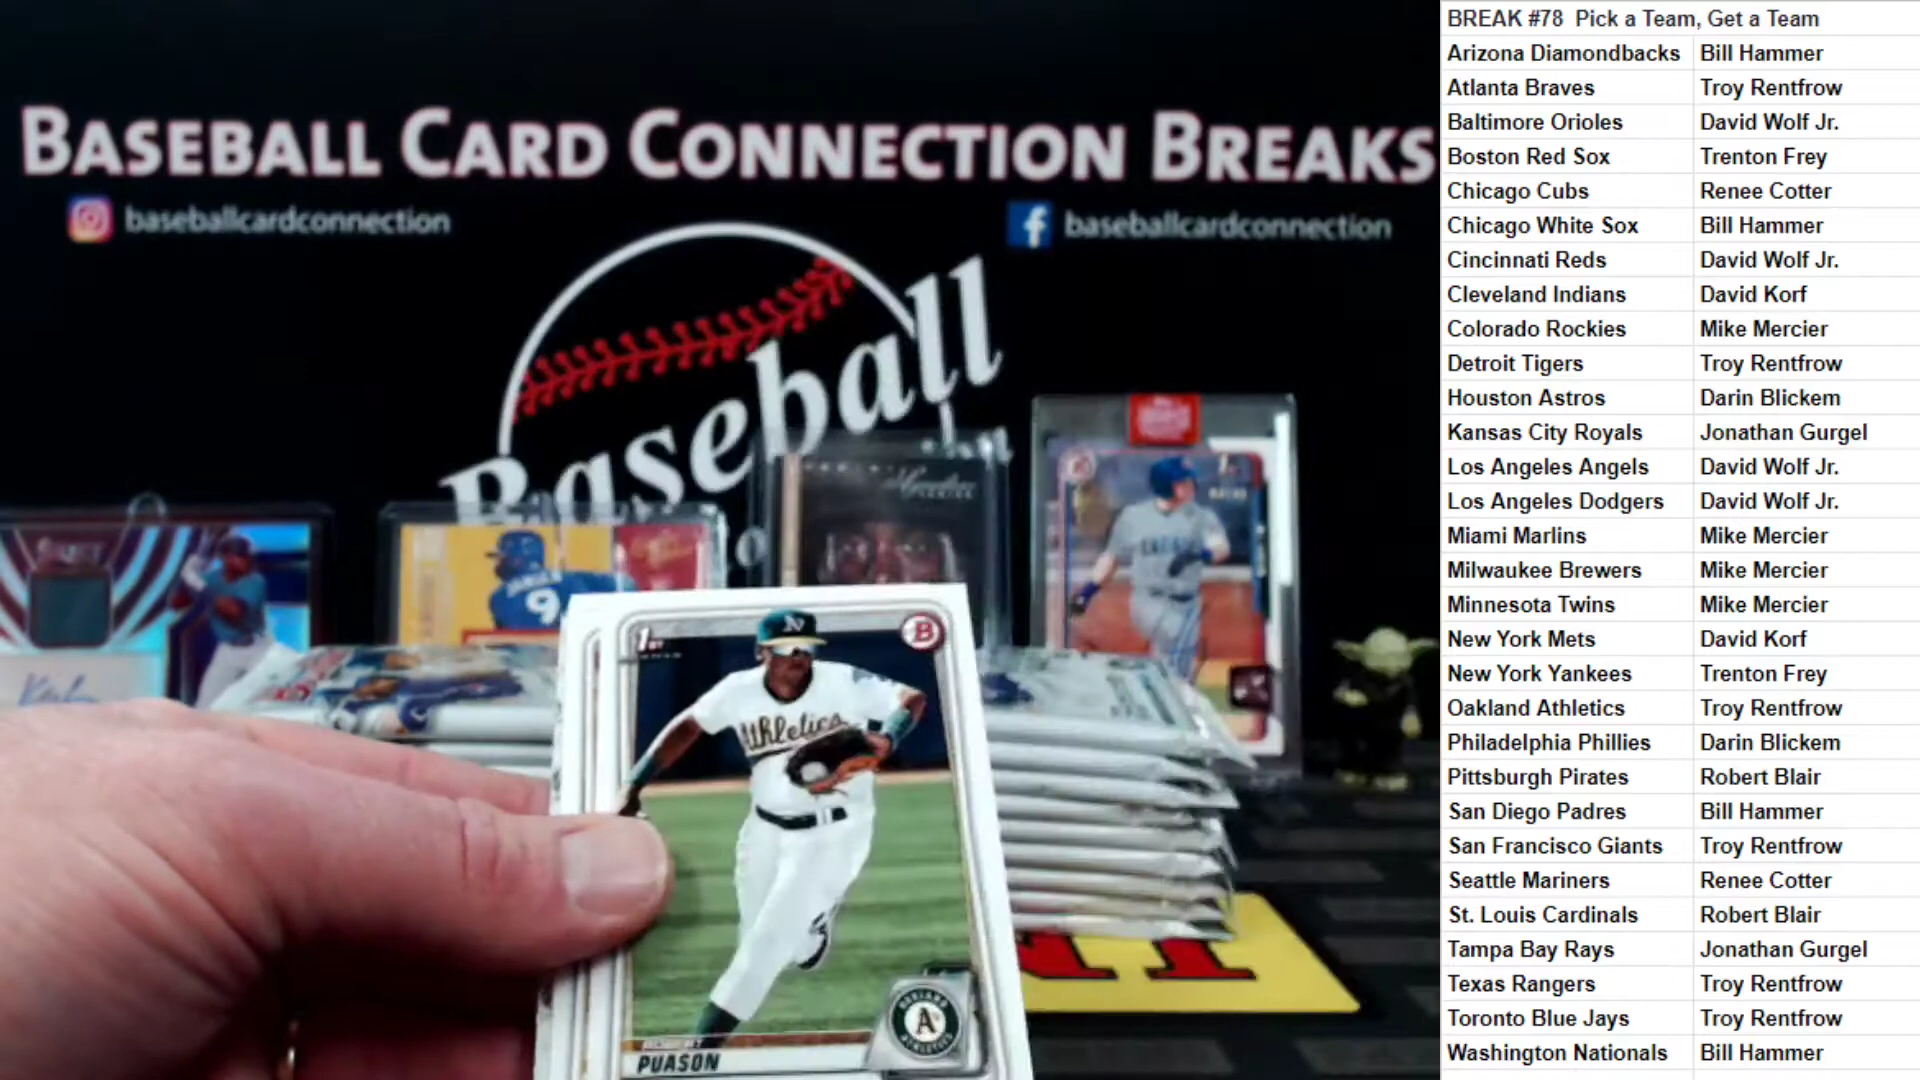 BREAK #78 Pick a Team, Get a Team
Arizona Diamondbacks Bill Hammer
Atlanta Braves Troy Rentfrow
Baltimore Orioles David Wolf Jr.
Boston Red Sox Trenton Frey
Chicago Cubs Renee Cotter
Chicago White Sox Bill Hammer
Cincinnati Reds David Wolf Jr.
Cleveland Indians David Korf
Colorado Rockies Mike Mercier
Detroit Tigers Troy Rentfrow
Houston Astros Darin Blickem
Kansas City Royals Jonathan Gurgel
Los Angeles Angels David Wolf Jr.
Los Angeles Dodgers David Wolf Jr.
Miami Marlins Mike Mercier
Milwaukee Brewers Mike Mercier
Minnesota Twins Mike Mercier
New York Mets David Korf
New York Yankees Trenton Frey
Oakland Athletics Troy Rentfrow
Philadelphia Phillies Darin Blickem
Pittsburgh Pirates Robert Blair
San Diego Padres Bill Hammer
San Francisco Giants Troy Rentfrow
Seattle Mariners Renee Cotter
St. Louis Cardinals Robert Blair
Tampa Bay Rays Jonathan Gurgel
Texas Rangers Troy Rentfrow
Toronto Blue Jays Troy Rentfrow
Washington Nationals Bill Hammer
BASEBALL CARD CONNECTION BREAKS
baseballcardconnection
baseballcardconnection
Baseball
9
1ST
B
Athletics
OAKLAND
A
ATHLETICS
ROBERT
PUASON